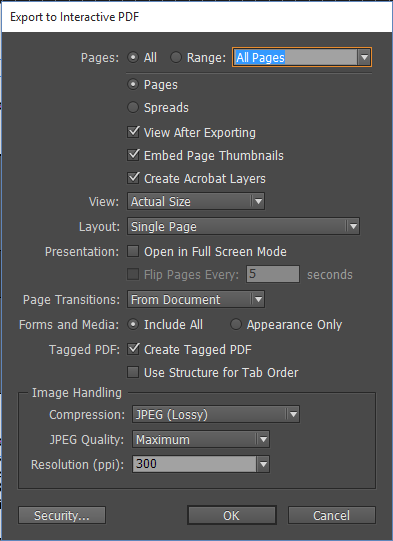 Export to Interactive PDF
Pages: All Range: All Pages
Pages
Spreads
View After Exporting
Embed Page Thumbnails
Create Acrobat Layers
View: Actual Size
Layout: Single Page
Presentation: Open in Full Screen Mode
Flip Pages Every: 5 seconds
Page Transitions: From Document
Forms and Media: Include All Appearance Only
Tagged PDF: Create Tagged PDF
Use Structure for Tab Order
Image Handling
Compression: JPEG (Lossy)
JPEG Quality: Maximum
Resolution (ppi): 300
Security... OK Cancel